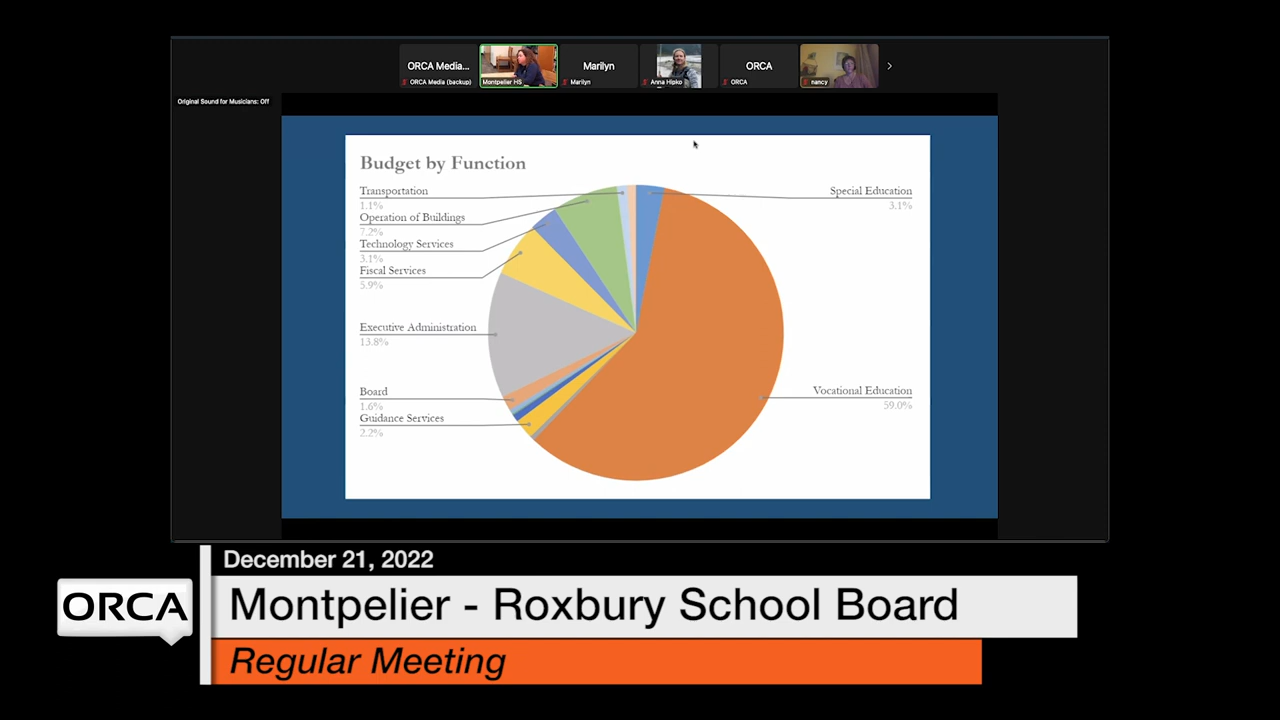 ORCA Media...
ORCA Media (backup)
Montpelier HS
Marilyn
Marilyn
Anna Hipko
ORCA
ORCA
nancy
Original Sound for Musicians: Off
Budget by Function
Transportation
1.1%
Operation of Buildings
7.2%
Technology Services
3.1%
Fiscal Services
5.9%
Executive Administration
13.8%
Board
1.6%
Guidance Services
2.2%
Special Education
3.1%
Vocational Education
59.0%
December 21, 2022
ORCA
Montpelier - Roxbury School Board
Regular Meeting